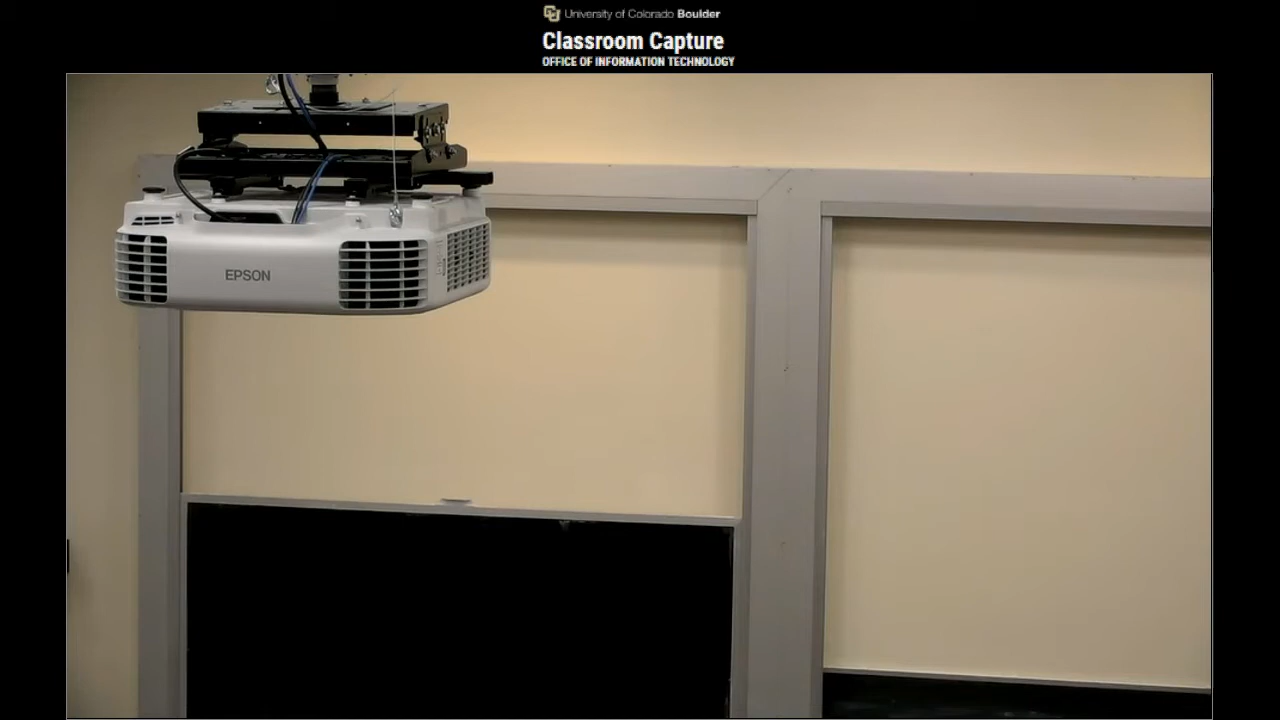 University of Colorado Boulder
Classroom Capture
OFFICE OF INFORMATION TECHNOLOGY
EPSON